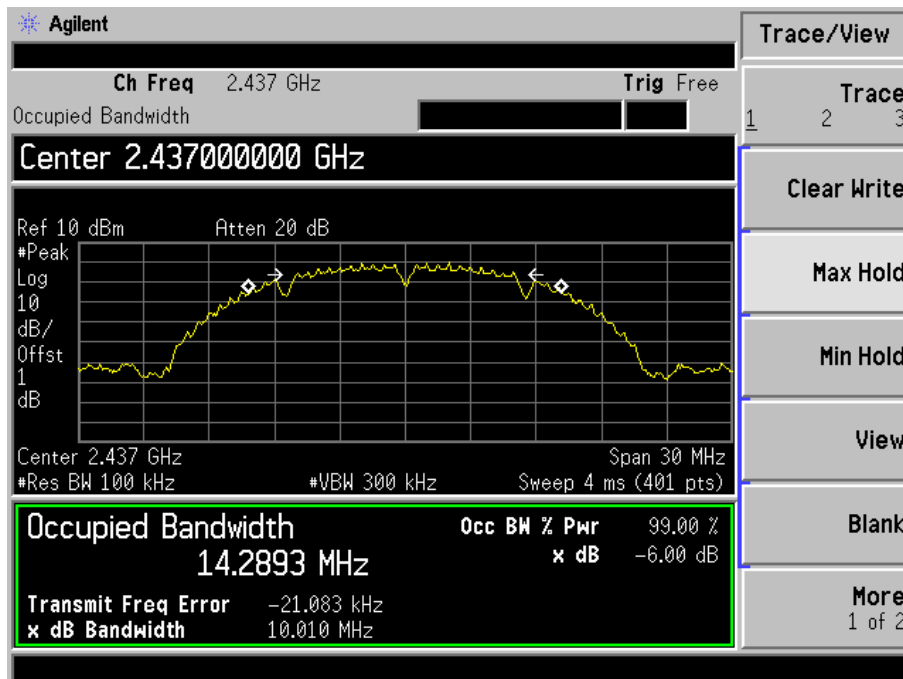 Agilent
Trace/View
Ch Freq 2.437 GHz Trig Free
Occupied Bandwidth
Trace
1 2 3
Center 2.437000000 GHz
Clear Write
Ref 10 dBm Atten 20 dB
#Peak
Log
10
dB/
Offst
1
dB
Max Hold
Min Hold
Center 2.437 GHz Span 30 MHz
#Res BW 100 kHz #VBW 300 kHz Sweep 4 ms (401 pts)
View
Occupied Bandwidth
14.2893 MHz
Occ BW % Pwr 99.00 %
x dB -6.00 dB
Transmit Freq Error -21.083 kHz
x dB Bandwidth 10.010 MHz
Blank
More
1 of 2